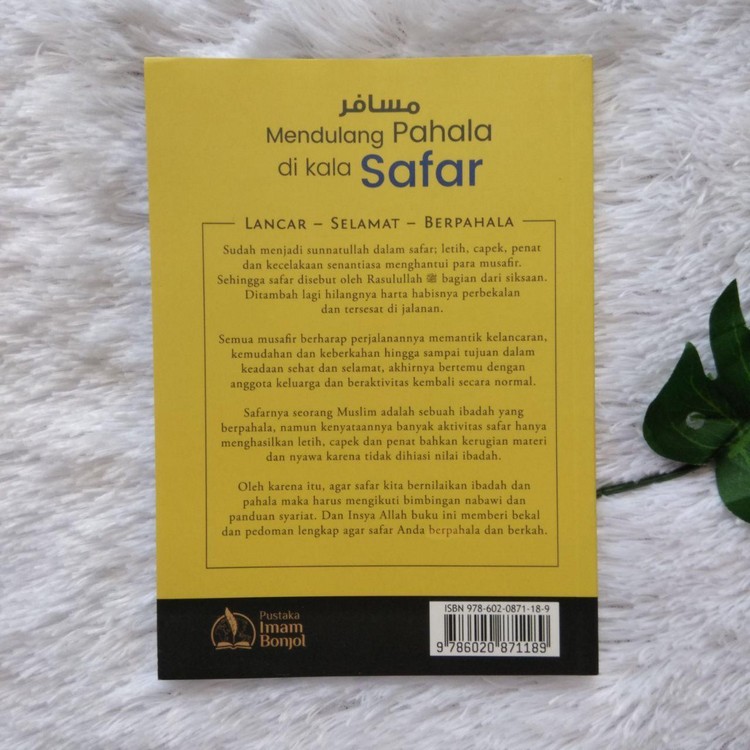 مسافر
Mendulang Pahala
di kala Safar
LANCAR – SELAMAT – BERPAHALA
Sudah menjadi sunnatullah dalam safar; letih, capek, penat
dan kecelakaan senantiasa menghantui para musafir.
Sehingga safar disebut oleh Rasulullah ﷺ bagian dari siksaan.
Ditambah lagi hilangnya harta habisnya perbekalan
dan tersesat di jalanan.
Semua musafir berharap perjalanannya memantik kelancaran,
kemudahan dan keberkahan hingga sampai tujuan dalam
keadaan sehat dan selamat, akhirnya bertemu dengan
anggota keluarga dan beraktivitas kembali secara normal.
Safarnya seorang Muslim adalah sebuah ibadah yang
berpahala, namun kenyataannya banyak aktivitas safar hanya
menghasilkan letih, capek dan penat bahkan kerugian materi
dan nyawa karena tidak dihiasi nilai ibadah.
Oleh karena itu, agar safar kita bernilaikan ibadah dan
pahala maka harus mengikuti bimbingan nabawi dan
panduan syariat. Dan Insya Allah buku ini memberi bekal
dan pedoman lengkap agar safar Anda berpahala dan berkah.
Pustaka
Imam
Bonjol
ISBN 978-602-0871-18-9
9 786020 871189